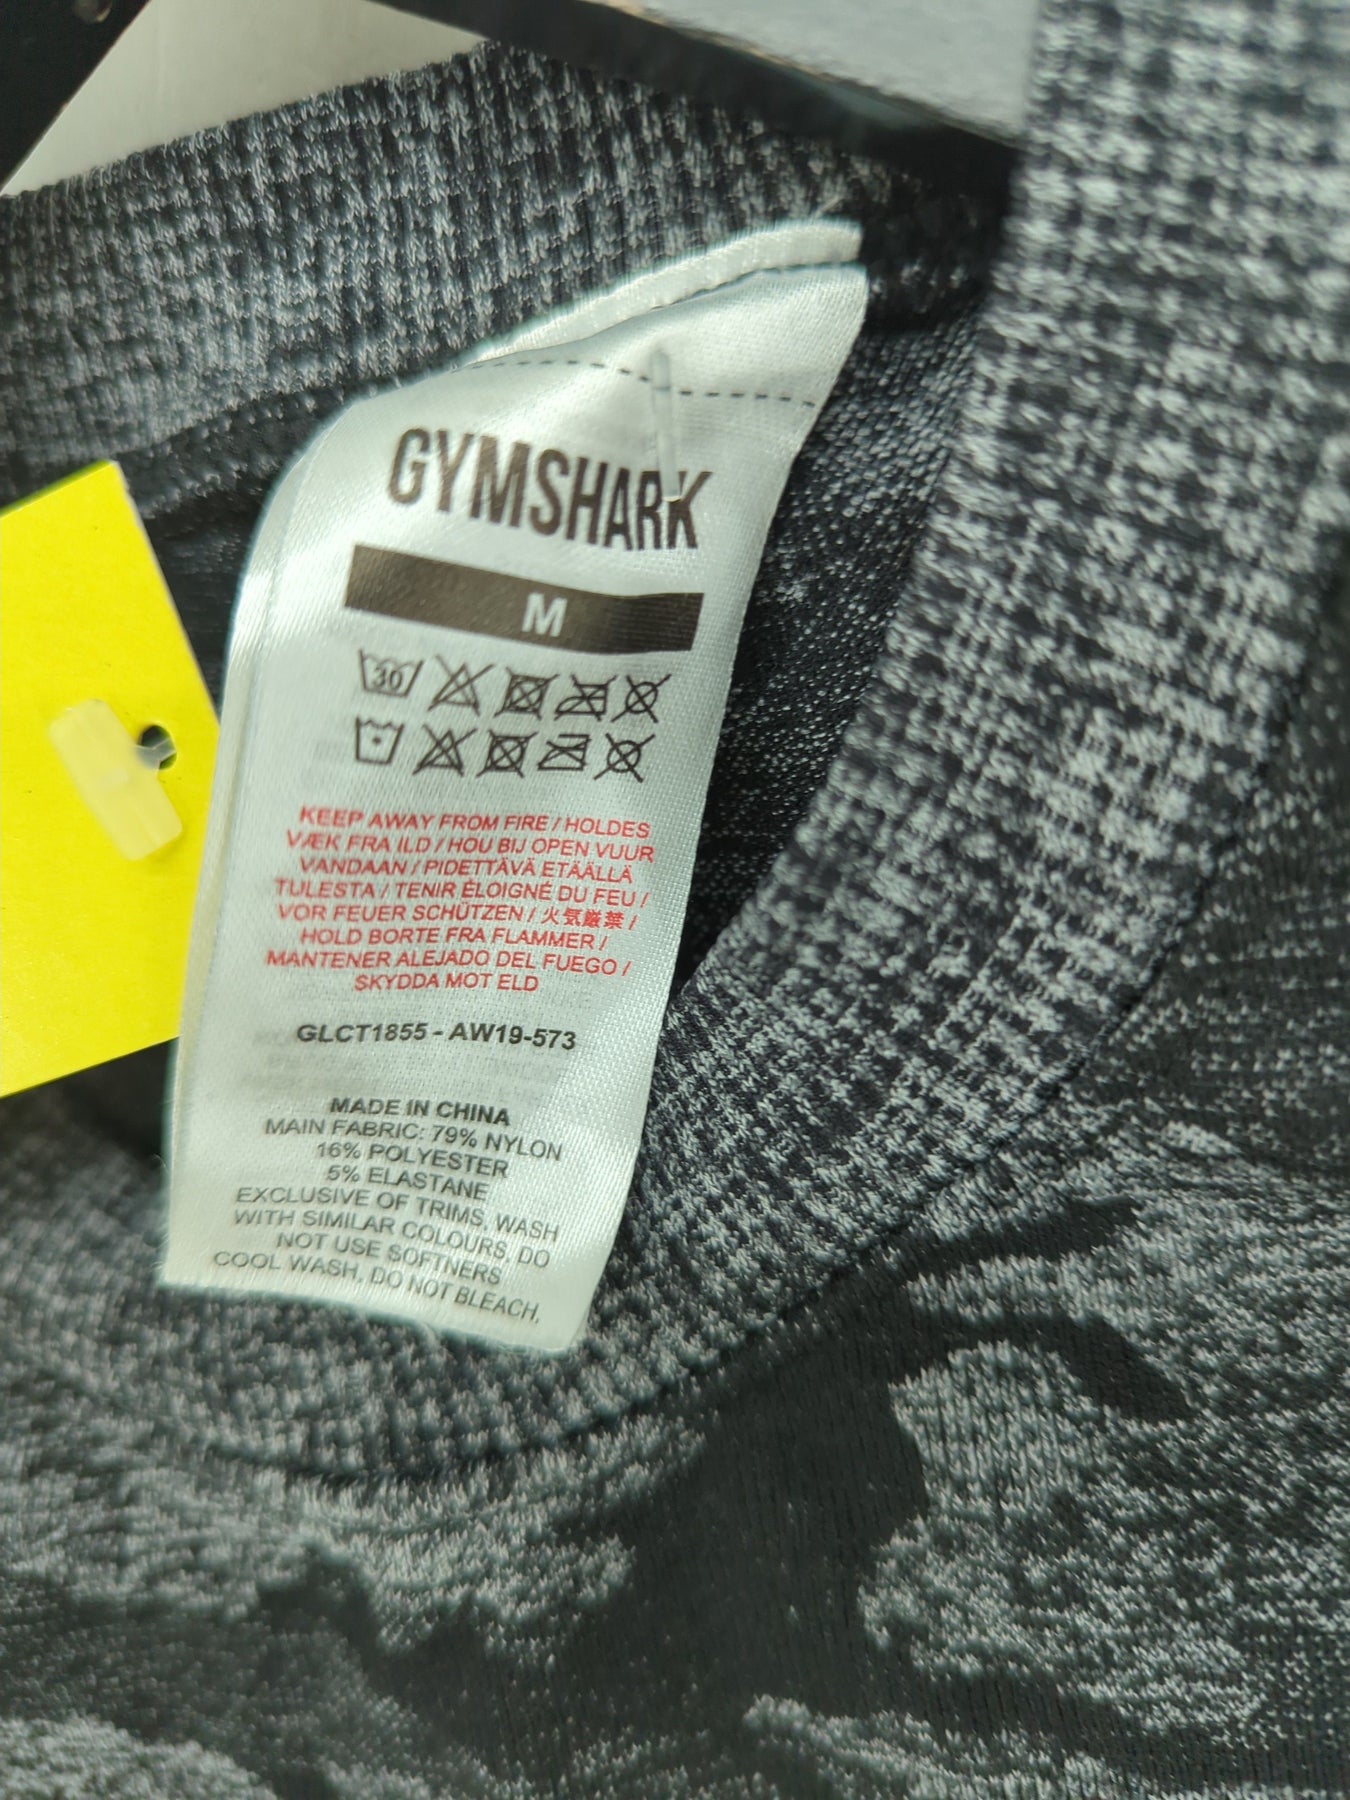 GYMSHARK
M
30
KEEP AWAY FROM FIRE / HOLDES
VÆK FRA ILD / HOU BIJ OPEN VUUR
VANDAAN / PIDETTÄVÄ ETÄÄLLÄ
TULESTA / TENIR ÉLOIGNÉ DU FEU /
VOR FEUER SCHÜTZEN / 火気厳禁 /
HOLD BORTE FRA FLAMMER /
MANTENER ALEJADO DEL FUEGO /
SKYDDA MOT ELD
GLCT1855 - AW19-573
MADE IN CHINA
MAIN FABRIC: 79% NYLON
16% POLYESTER
5% ELASTANE
EXCLUSIVE OF TRIMS, WASH
WITH SIMILAR COLOURS, DO
NOT USE SOFTNERS
COOL WASH, DO NOT BLEACH,